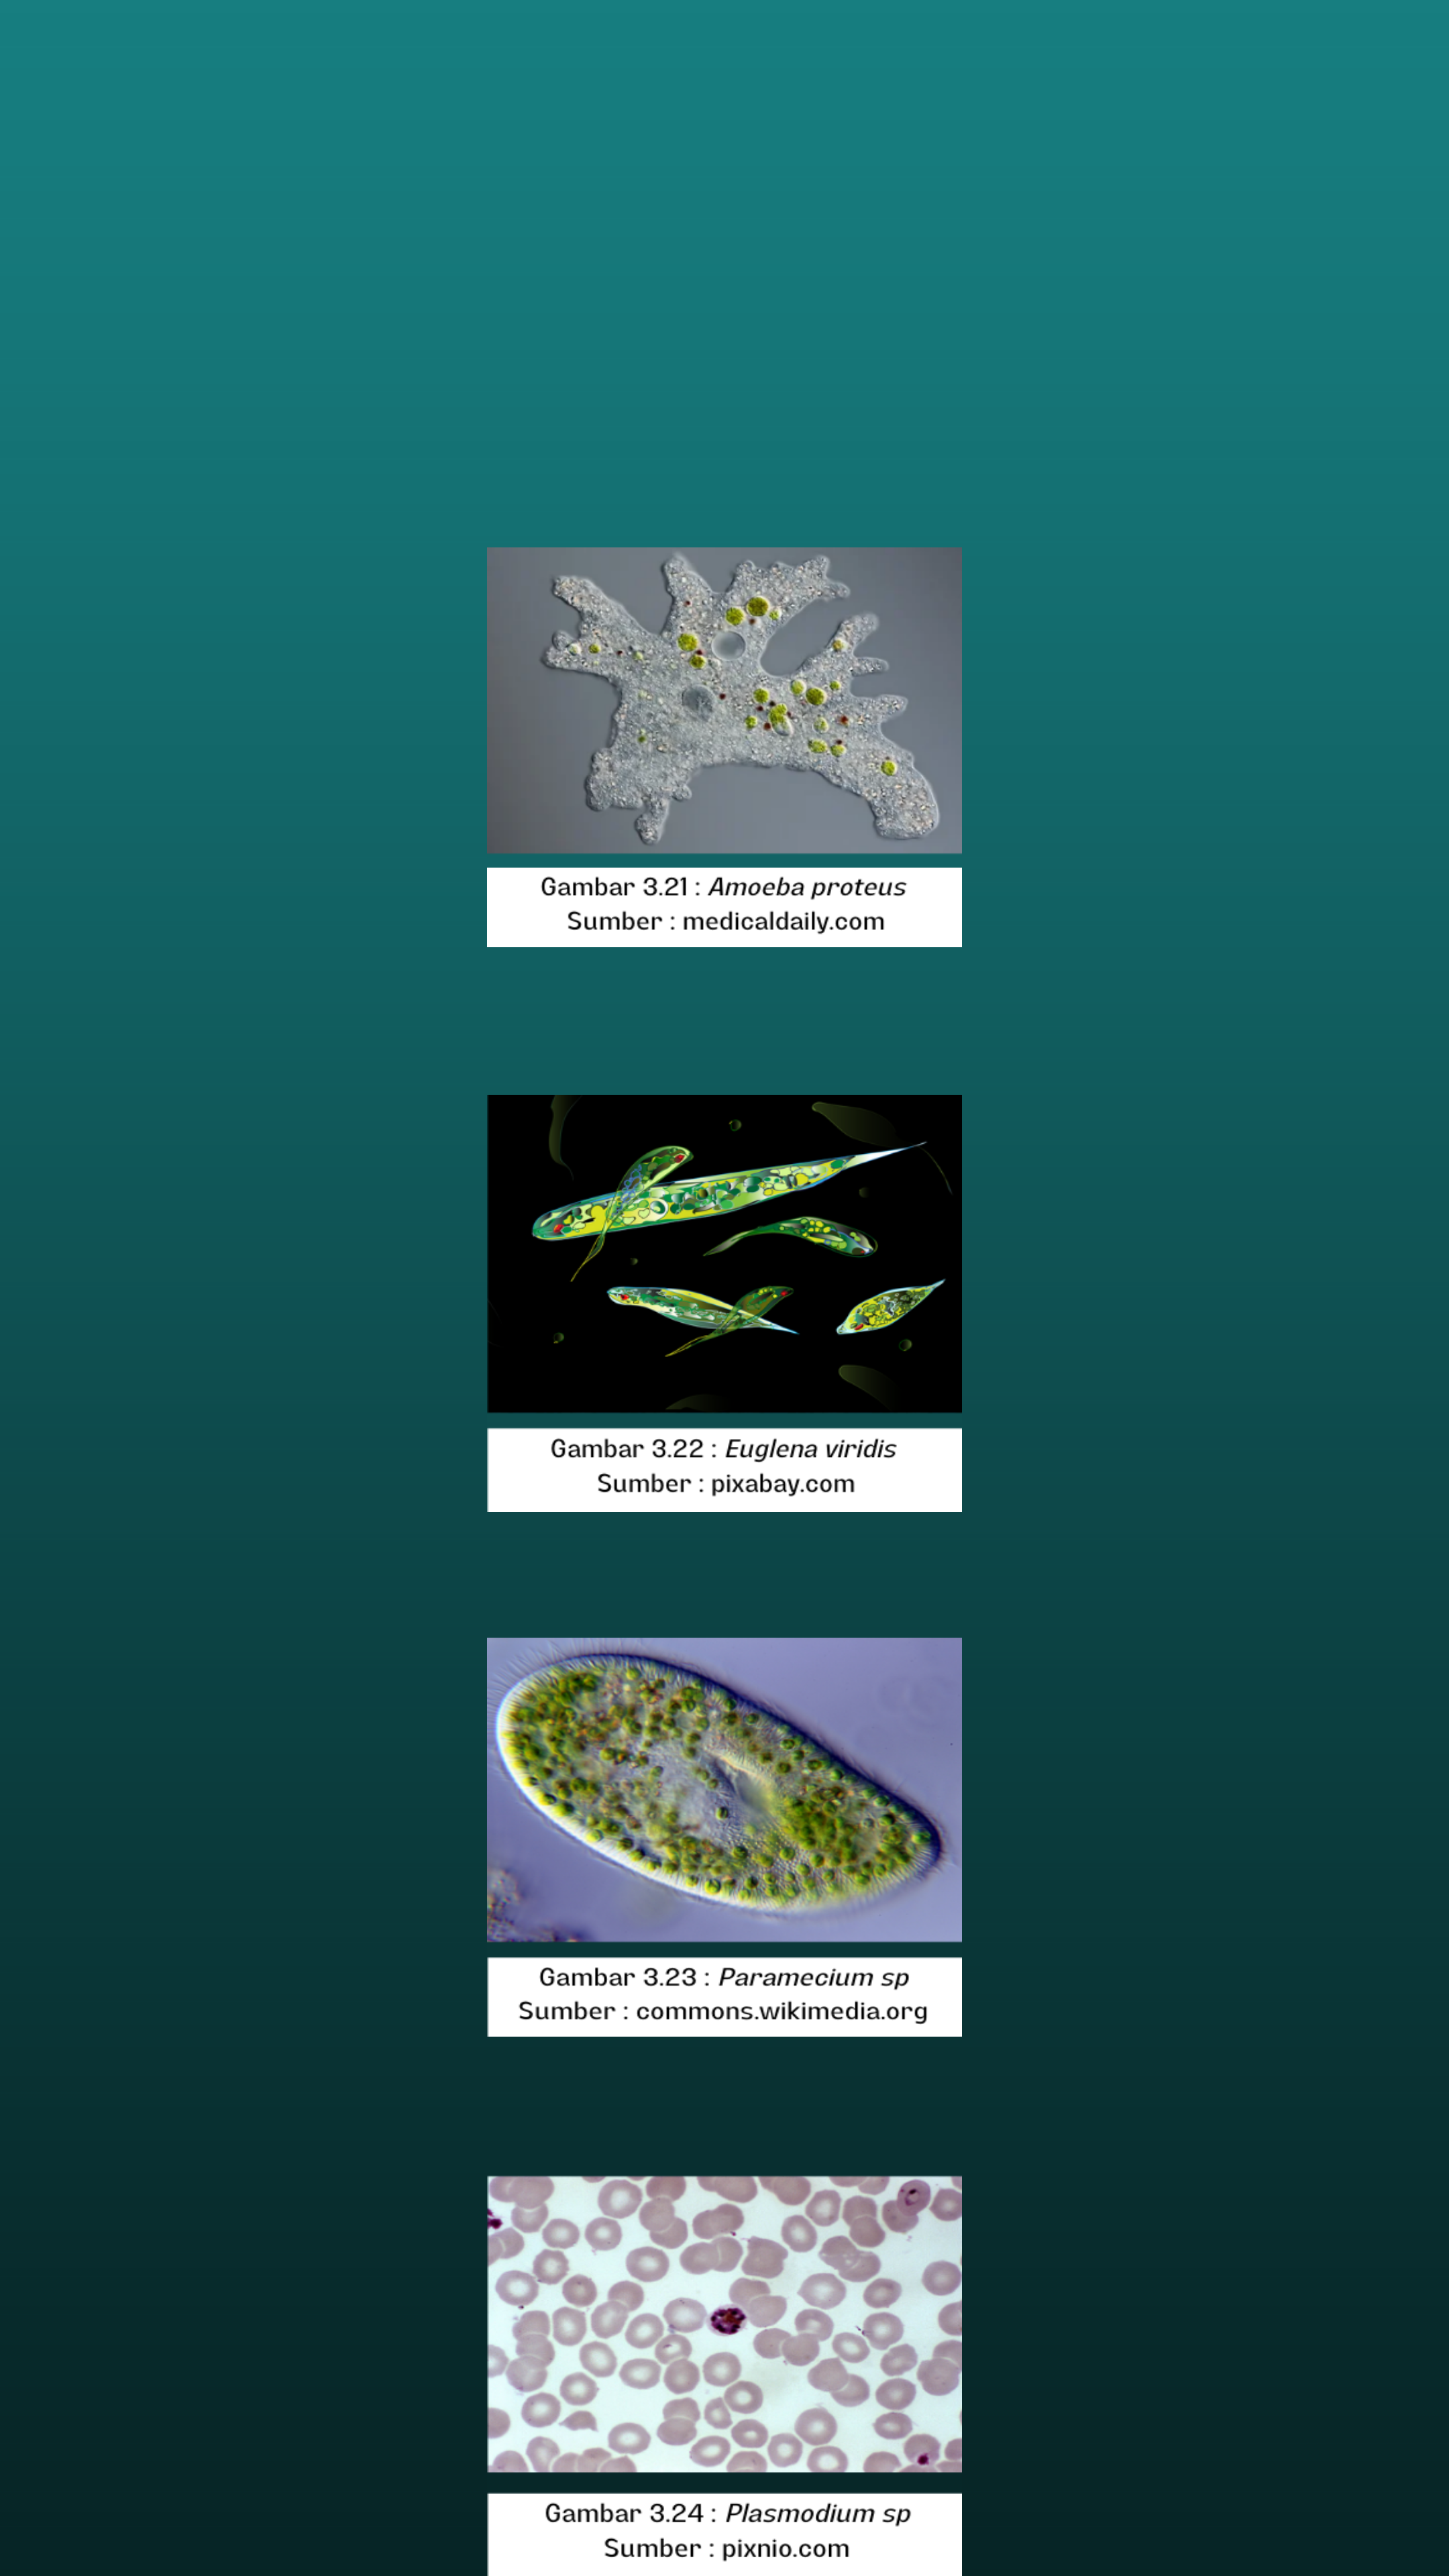 Gambar 3.21 : Amoeba proteus
Sumber : medicaldaily.com
Gambar 3.22 : Euglena viridis
Sumber : pixabay.com
Gambar 3.23 : Paramecium sp
Sumber : commons.wikimedia.org
Gambar 3.24 : Plasmodium sp
Sumber : pixnio.com